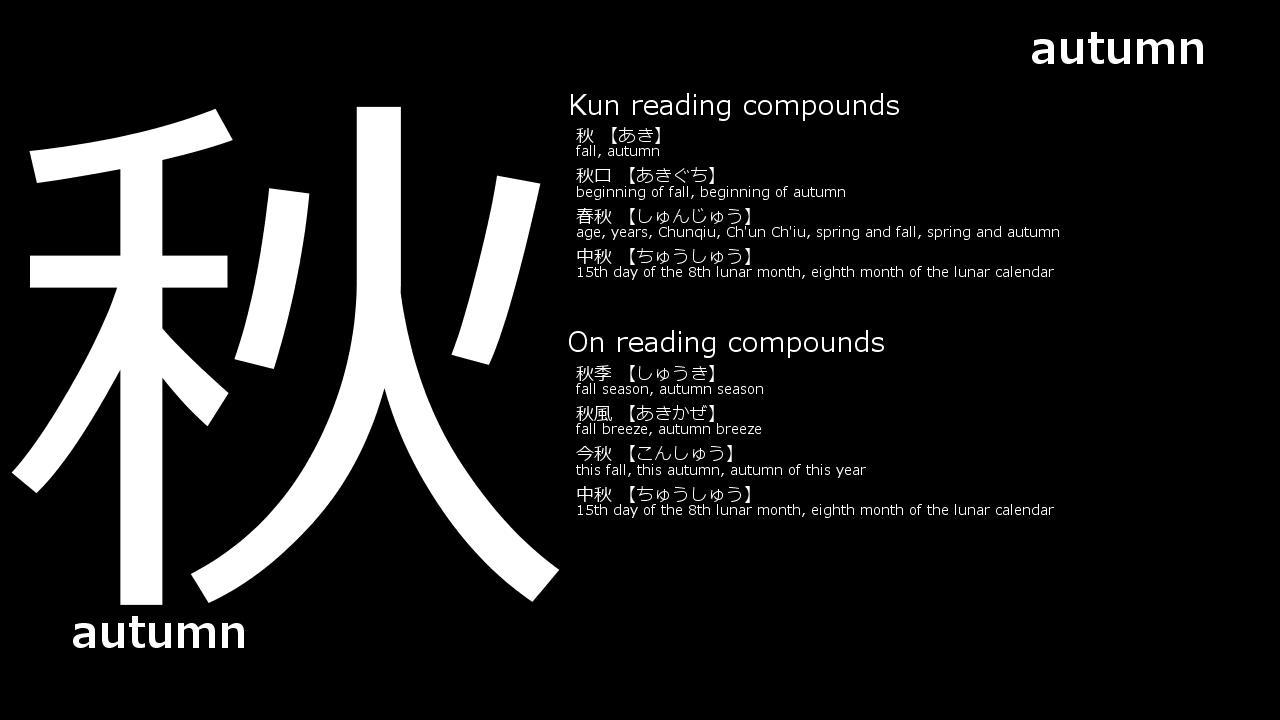 autumn
秋
autumn
Kun reading compounds
秋 【あき】
fall, autumn
秋口 【あきぐち】
beginning of fall, beginning of autumn
春秋 【しゅんじゅう】
age, years, Chunqiu, Ch'un Ch'iu, spring and fall, spring and autumn
中秋 【ちゅうしゅう】
15th day of the 8th lunar month, eighth month of the lunar calendar
On reading compounds
秋季 【しゅうき】
fall season, autumn season
秋風 【あきかぜ】
fall breeze, autumn breeze
今秋 【こんしゅう】
this fall, this autumn, autumn of this year
中秋 【ちゅうしゅう】
15th day of the 8th lunar month, eighth month of the lunar calendar